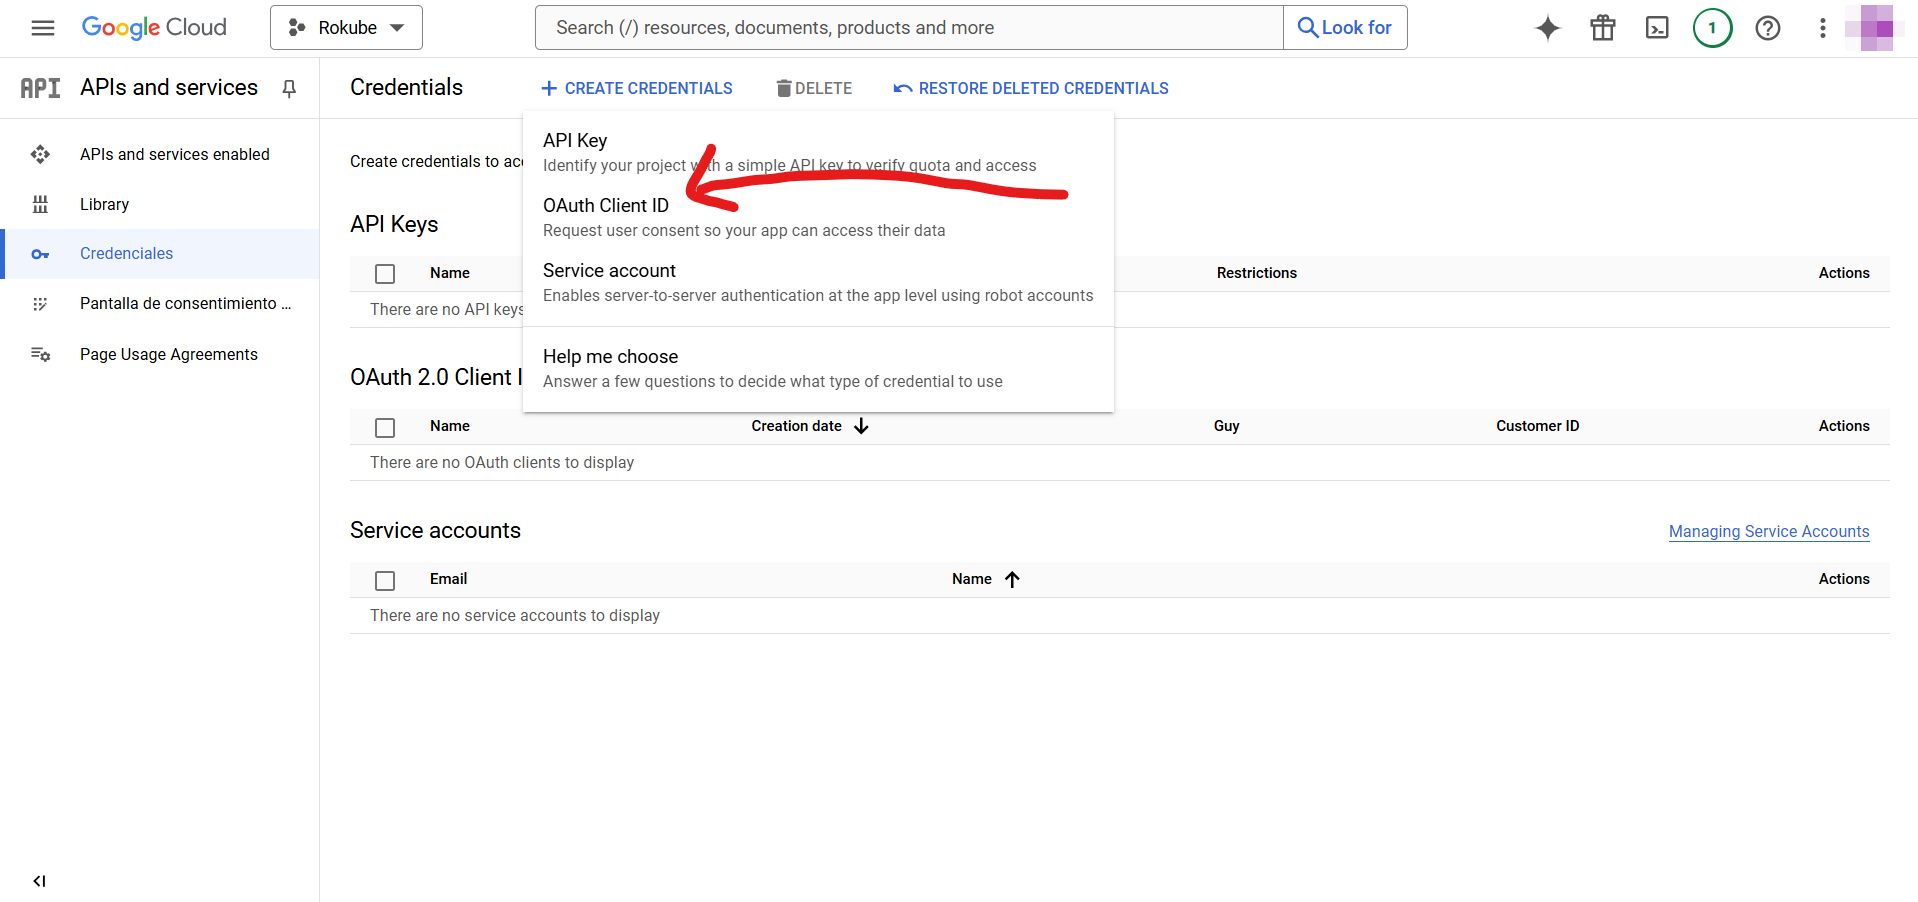 Google Cloud
Rokube
Search (/) resources, documents, products and more
Look for
1
API
APIs and services
Credentials
CREATE CREDENTIALS
DELETE
RESTORE DELETED CREDENTIALS
APIs and services enabled
Library
Credenciales
Pantalla de consentimiento ...
Page Usage Agreements
Create credentials to acc
API Key
Identify your project with a simple API key to verify quota and access
OAuth Client ID
Request user consent so your app can access their data
Service account
Enables server-to-server authentication at the app level using robot accounts
Help me choose
Answer a few questions to decide what type of credential to use
API Keys
Name
Restrictions
Actions
There are no API keys
OAuth 2.0 Client I
Name
Creation date
Guy
Customer ID
Actions
There are no OAuth clients to display
Service accounts
Managing Service Accounts
Email
Name
Actions
There are no service accounts to display